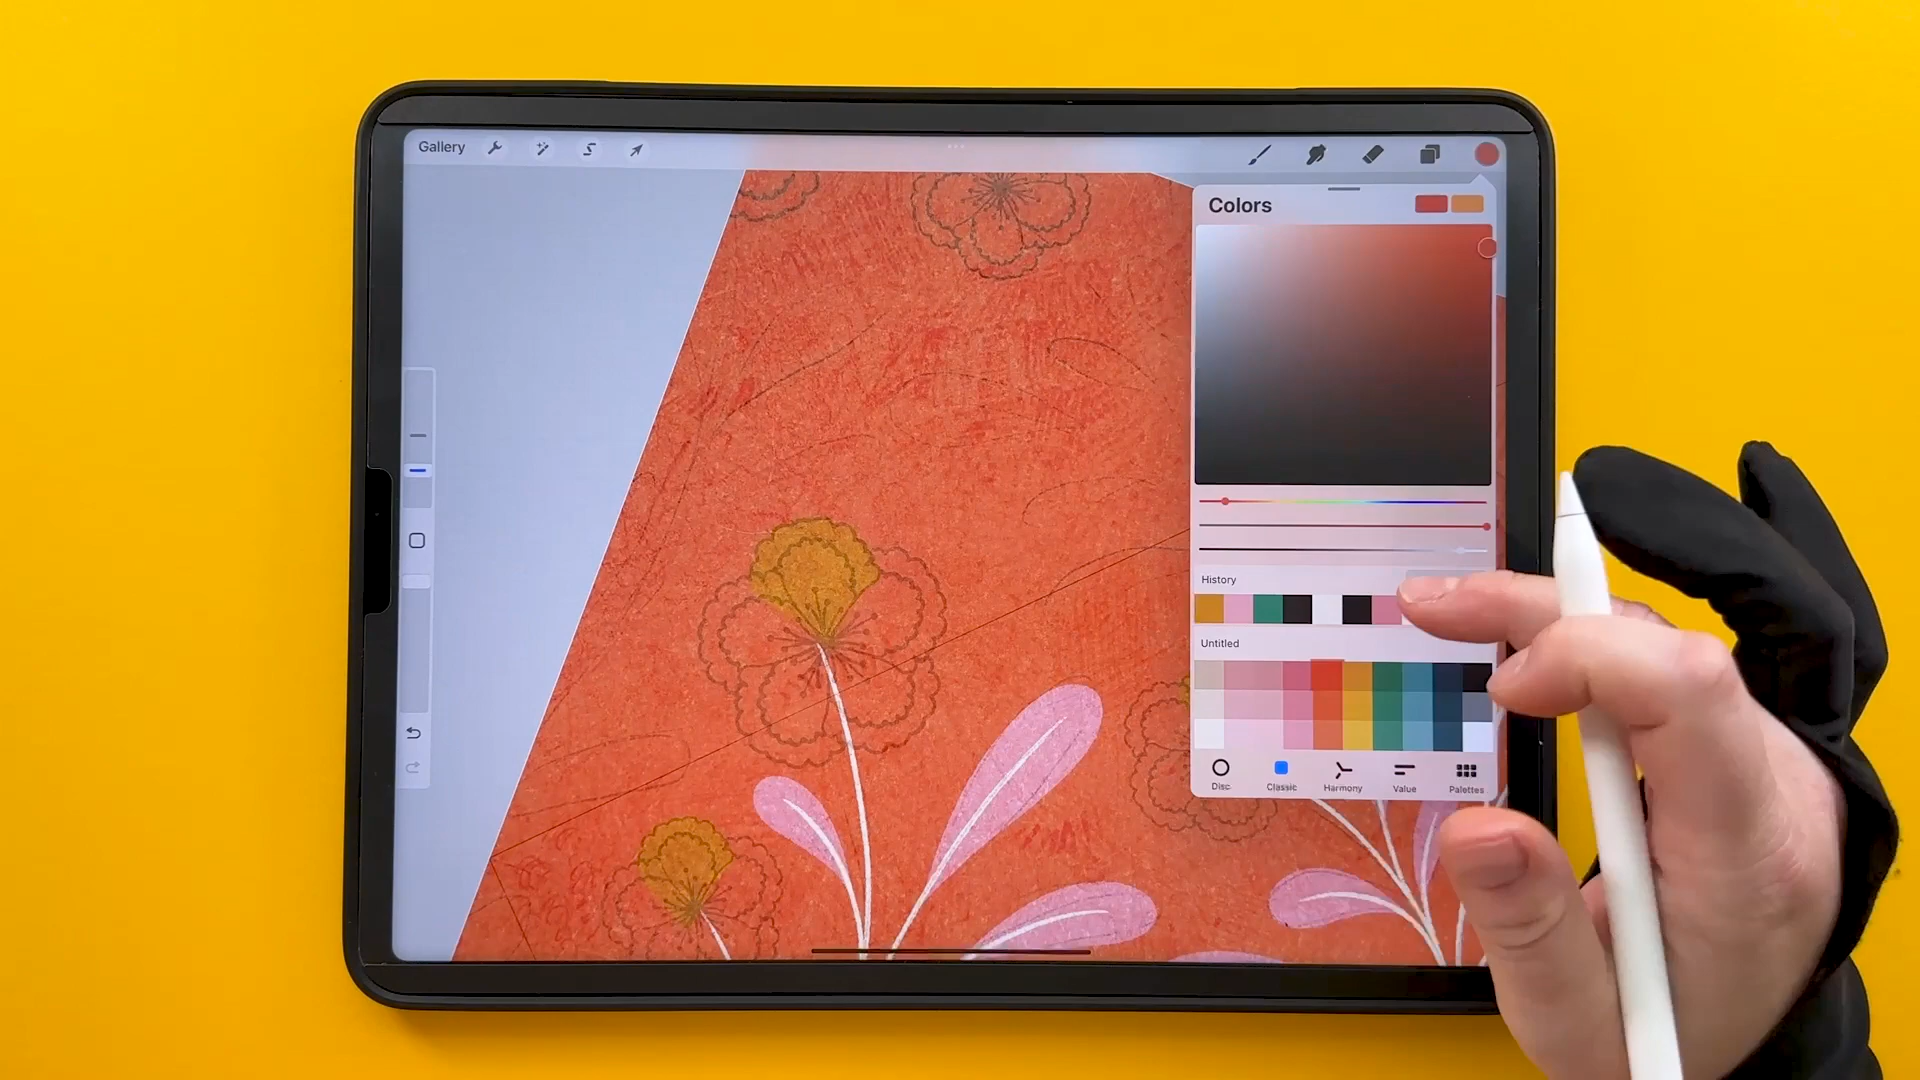 Gallery
Colors
History
Untitled
Disc
Classic
Harmony
Value
Palettes